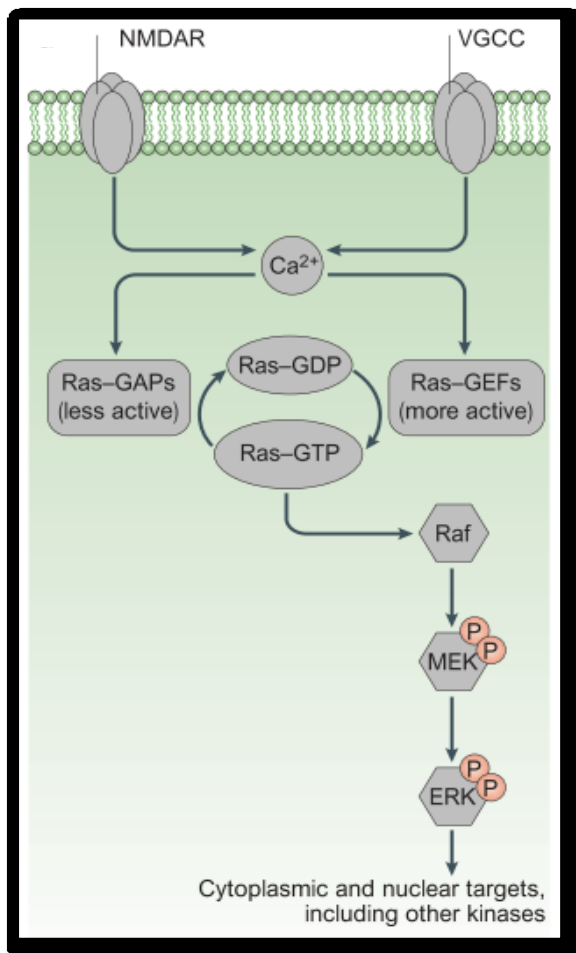 NMDAR
VGCC
Ca²⁺
Ras–GAPs
(less active)
Ras–GDP
Ras–GEFs
(more active)
Ras–GTP
Raf
P
P
MEK
P
P
ERK
Cytoplasmic and nuclear targets,
including other kinases